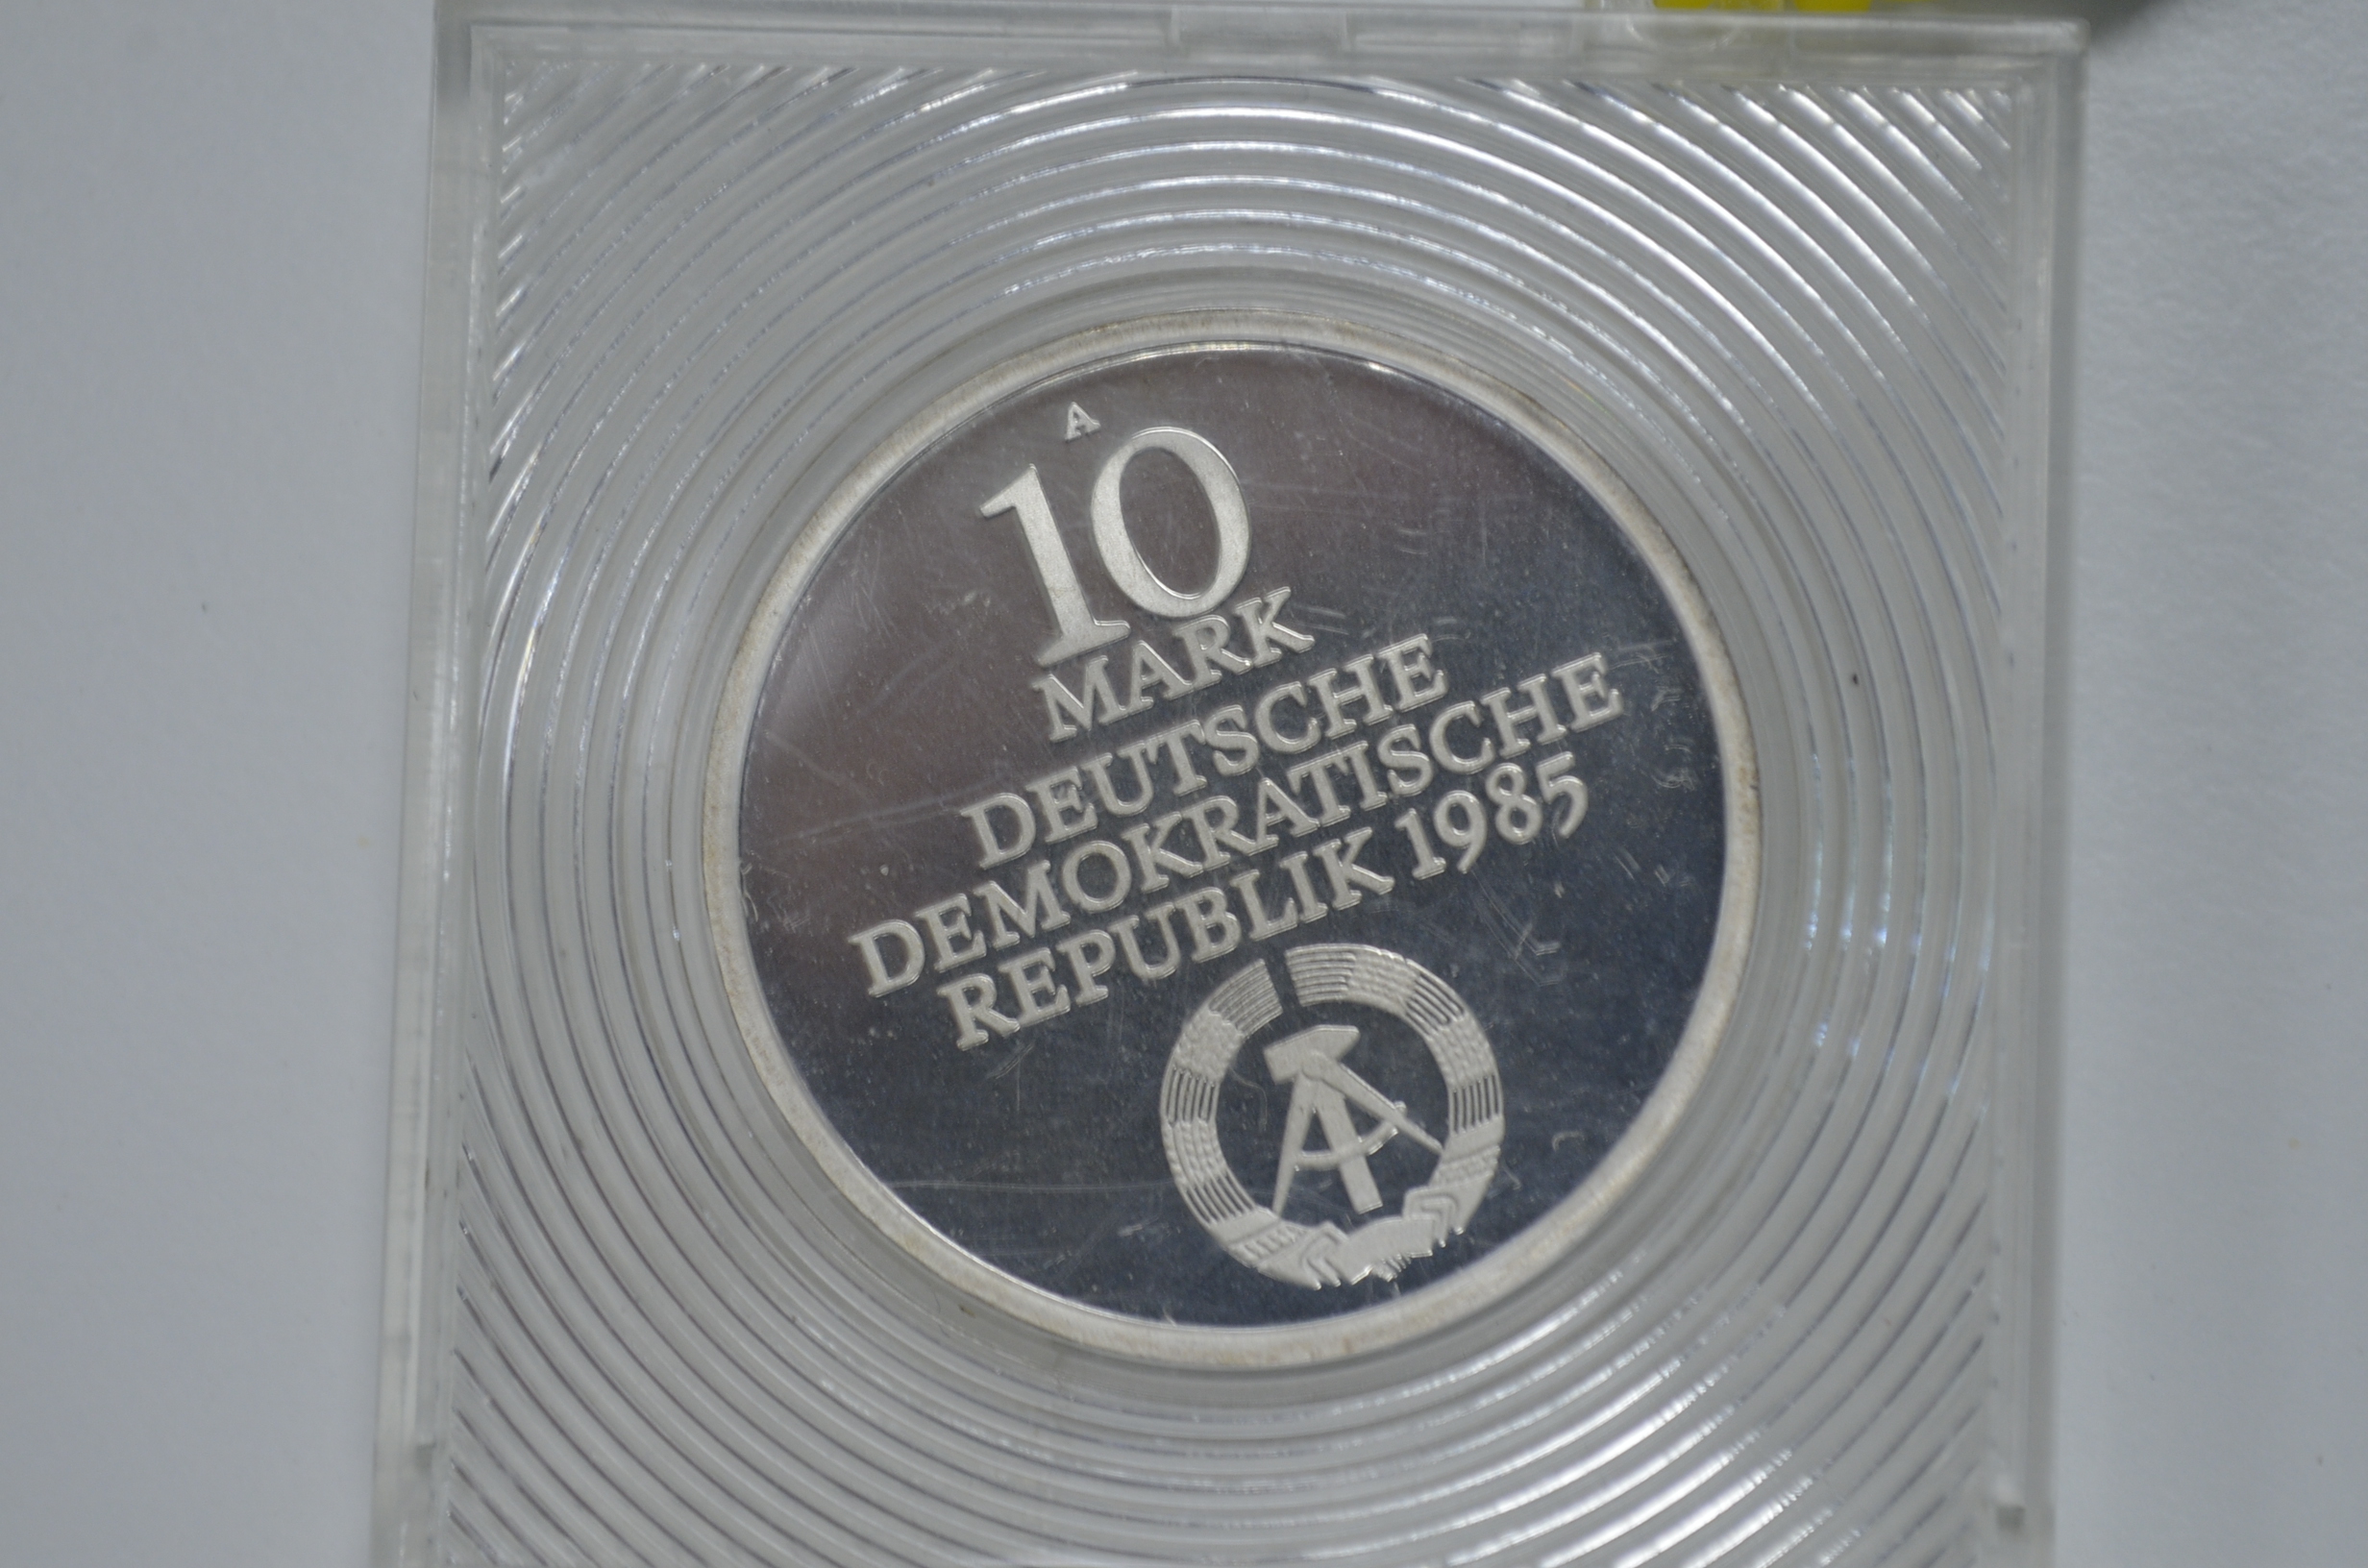 A
10
MARK
DEUTSCHE
DEMOKRATISCHE
REPUBLIK 1985